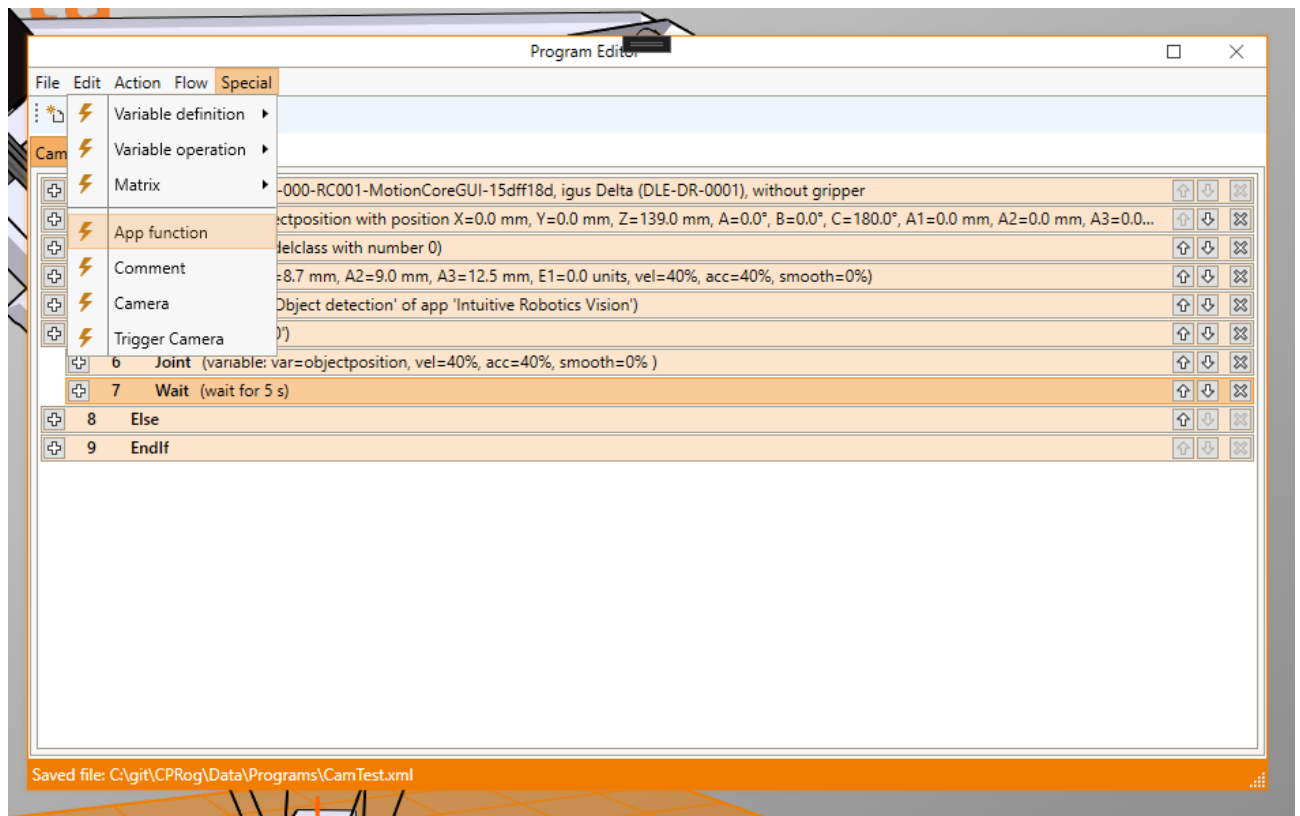 Program Editor
File Edit Action Flow Special
Variable definition
Cam
Variable operation
Matrix
-000-RC001-MotionCoreGUI-15dff18d, igus Delta (DLE-DR-0001), without gripper
ectposition with position X=0.0 mm, Y=0.0 mm, Z=139.0 mm, A=0.0°, B=0.0°, C=180.0°, A1=0.0 mm, A2=0.0 mm, A3=0.0...
App function
delclass with number 0)
Comment
=8.7 mm, A2=9.0 mm, A3=12.5 mm, E1=0.0 units, vel=40%, acc=40%, smooth=0%)
Camera
Object detection' of app 'Intuitive Robotics Vision')
Trigger Camera
0')
6 Joint (variable: var=objectposition, vel=40%, acc=40%, smooth=0% )
7 Wait (wait for 5 s)
8 Else
9 EndIf
Saved file: C:\git\CPRog\Data\Programs\CamTest.xml